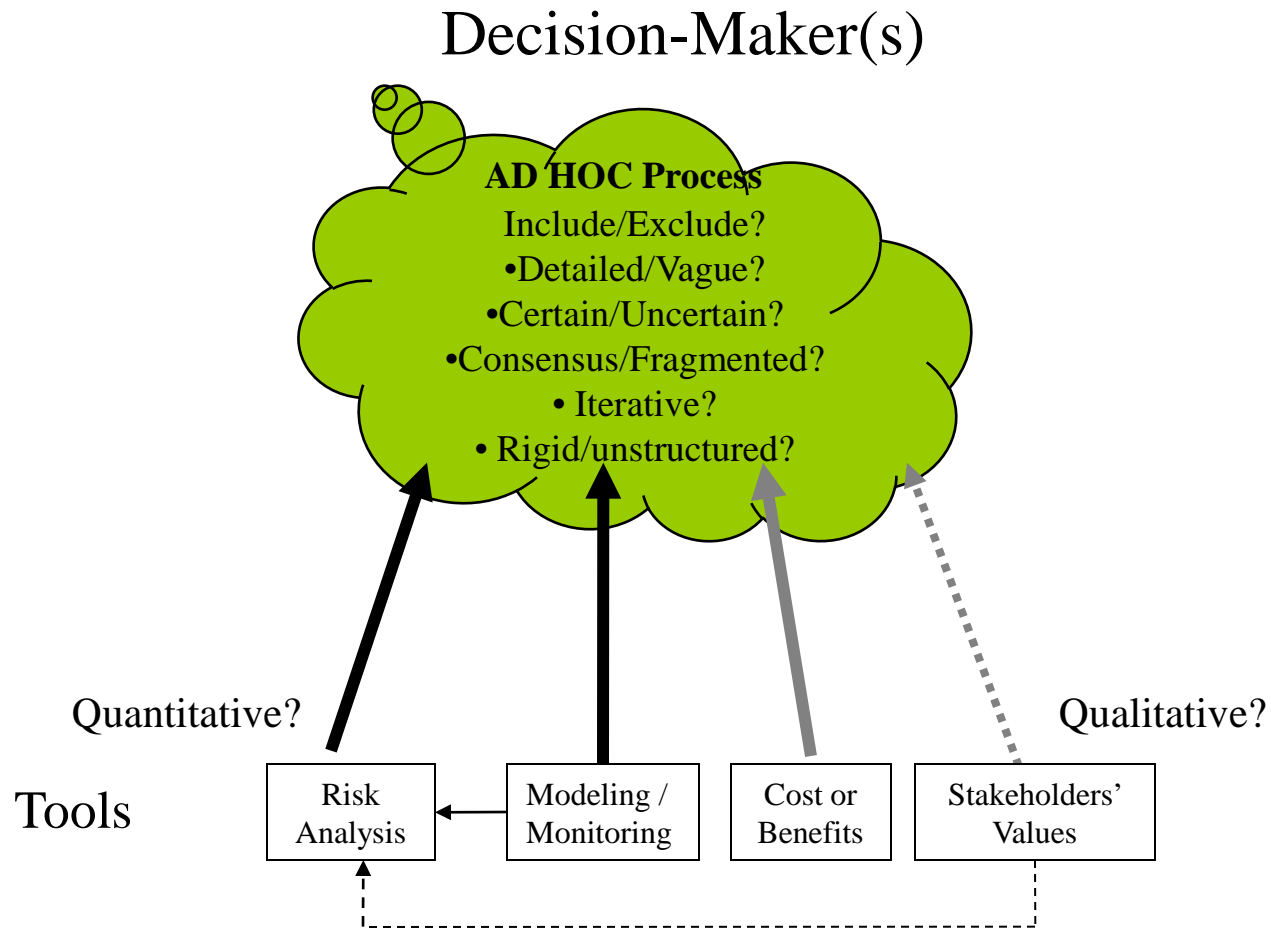 Decision-Maker(s)
AD HOC Process
Include/Exclude?
•Detailed/Vague?
•Certain/Uncertain?
•Consensus/Fragmented?
• Iterative?
• Rigid/unstructured?
Quantitative?
Qualitative?
Tools
Risk
Analysis
Modeling /
Monitoring
Cost or
Benefits
Stakeholders’
Values